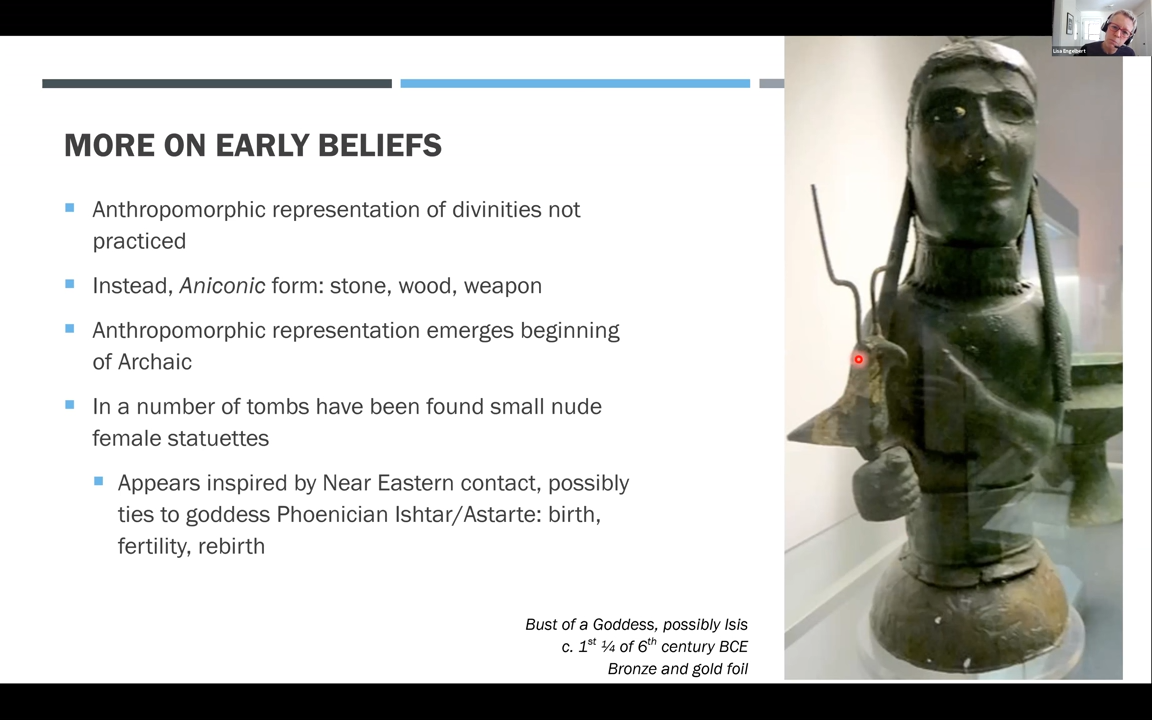 Lisa Engelbert
MORE ON EARLY BELIEFS
Anthropomorphic representation of divinities not
practiced
Instead, Aniconic form: stone, wood, weapon
Anthropomorphic representation emerges beginning
of Archaic
In a number of tombs have been found small nude
female statuettes
Appears inspired by Near Eastern contact, possibly
ties to goddess Phoenician Ishtar/Astarte: birth,
fertility, rebirth
Bust of a Goddess, possibly Isis
c. 1st ¼ of 6th century BCE
Bronze and gold foil